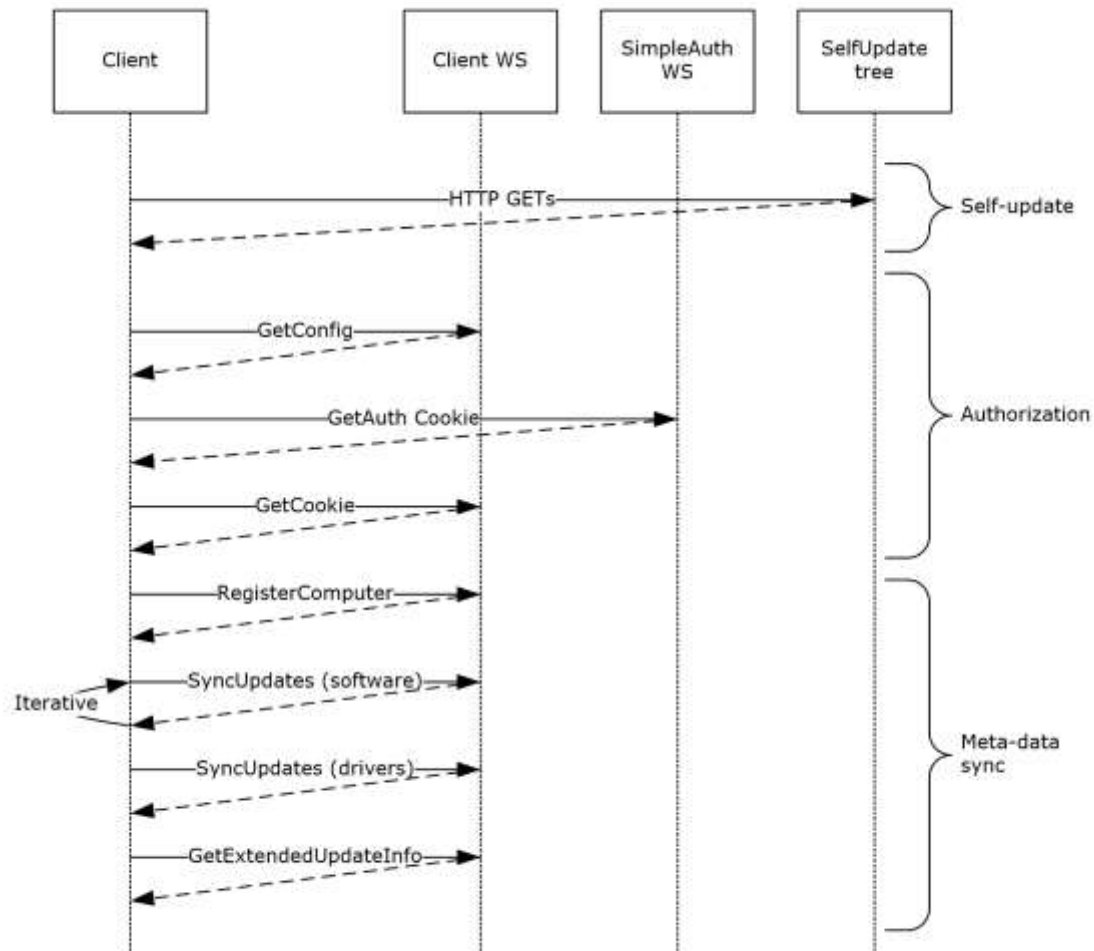 Client
Client WS
SimpleAuth
WS
SelfUpdate
tree
HTTP GETs
Self-update
GetConfig
GetAuth Cookie
Authorization
GetCookie
RegisterComputer
SyncUpdates (software)
Iterative
Meta-data
sync
SyncUpdates (drivers)
GetExtendedUpdateInfo